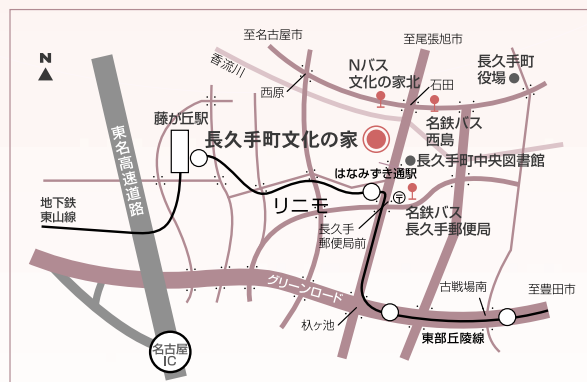 至名古屋市
至尾張旭市
N
香流川
Nバス
文化の家北
石田
長久手町
役場
西原
藤が丘駅
長久手町文化の家
名鉄バス
西島
東名高速道路
長久手町中央図書館
はなみずき通駅
地下鉄
東山線
リニモ
長久手
郵便局前
名鉄バス
長久手郵便局
グリーンロード
古戦場南
至豊田市
杁ヶ池
東部丘陵線
名古屋
IC